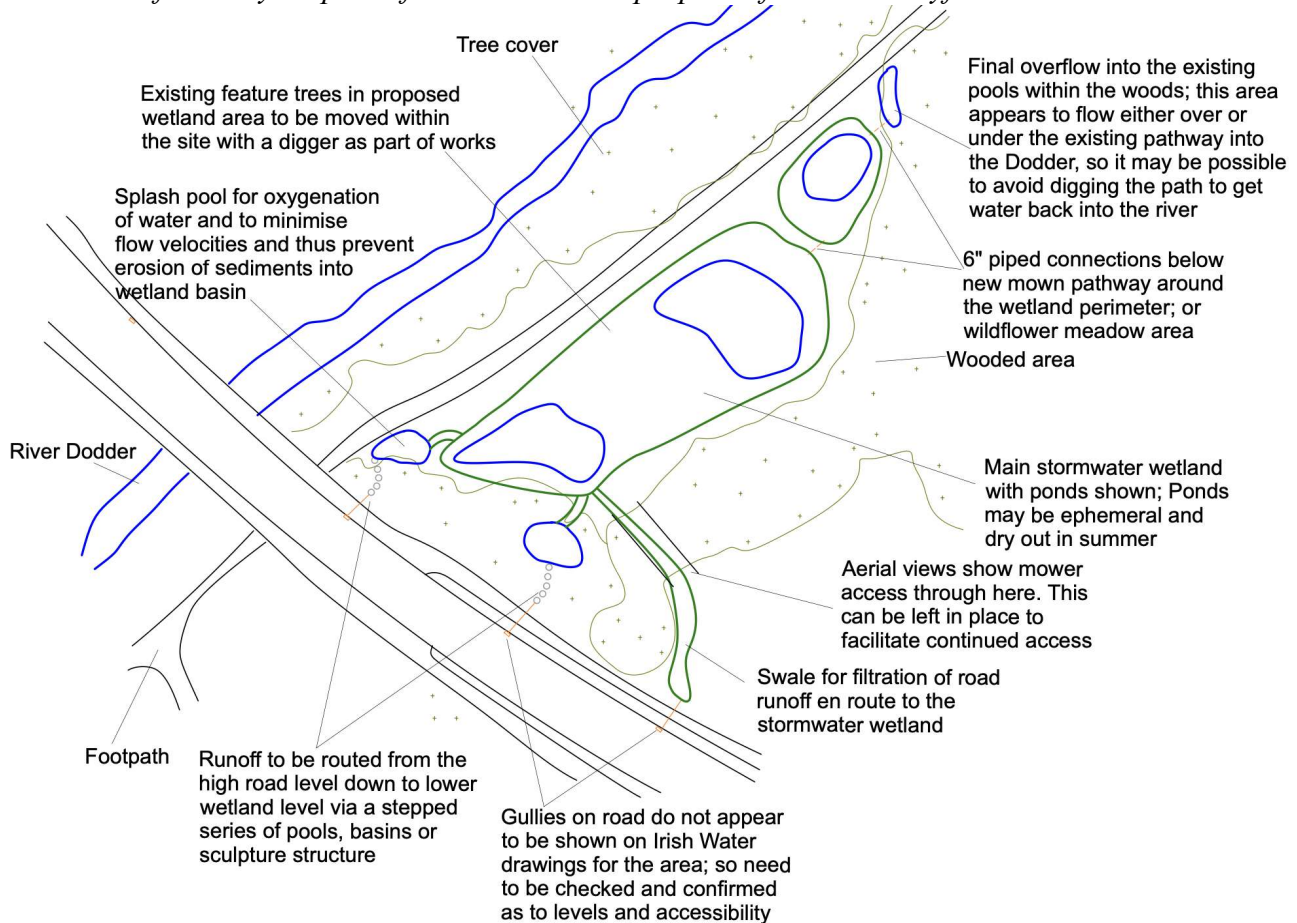 Tree cover
Existing feature trees in proposed
wetland area to be moved within
the site with a digger as part of works
Final overflow into the existing
pools within the woods; this area
appears to flow either over or
under the existing pathway into
the Dodder, so it may be possible
to avoid digging the path to get
water back into the river
Splash pool for oxygenation
of water and to minimise
flow velocities and thus prevent
erosion of sediments into
wetland basin
6" piped connections below
new mown pathway around
the wetland perimeter; or
wildflower meadow area
Wooded area
River Dodder
Main stormwater wetland
with ponds shown; Ponds
may be ephemeral and
dry out in summer
Aerial views show mower
access through here. This
can be left in place to
facilitate continued access
Swale for filtration of road
runoff en route to the
stormwater wetland
Footpath
Runoff to be routed from the
high road level down to lower
wetland level via a stepped
series of pools, basins or
sculpture structure
Gullies on road do not appear
to be shown on Irish Water
drawings for the area; so need
to be checked and confirmed
as to levels and accessibility